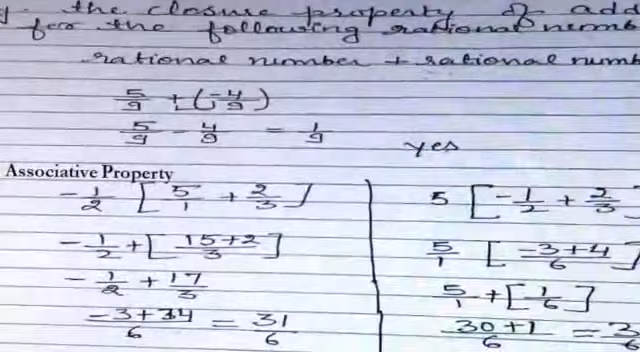 the closure property of add
for the following rational numb
rational number + rational numb
5/9 + (-4/9)
5/9 - 4/9 = 1/9
yes
Associative Property
-1/2 [5/1 + 2/3]
-1/2 + [15+2/3]
-1/2 + 17/3
-3+34/6 = 31/6
5 [-1/2 + 2/3
5/1 [-3+4/6]
5/1 + [1/6]
30+1/6 = 3/6